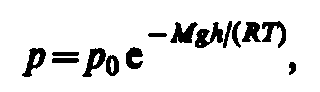 p = p₀ e^{-Mgh/(RT)},